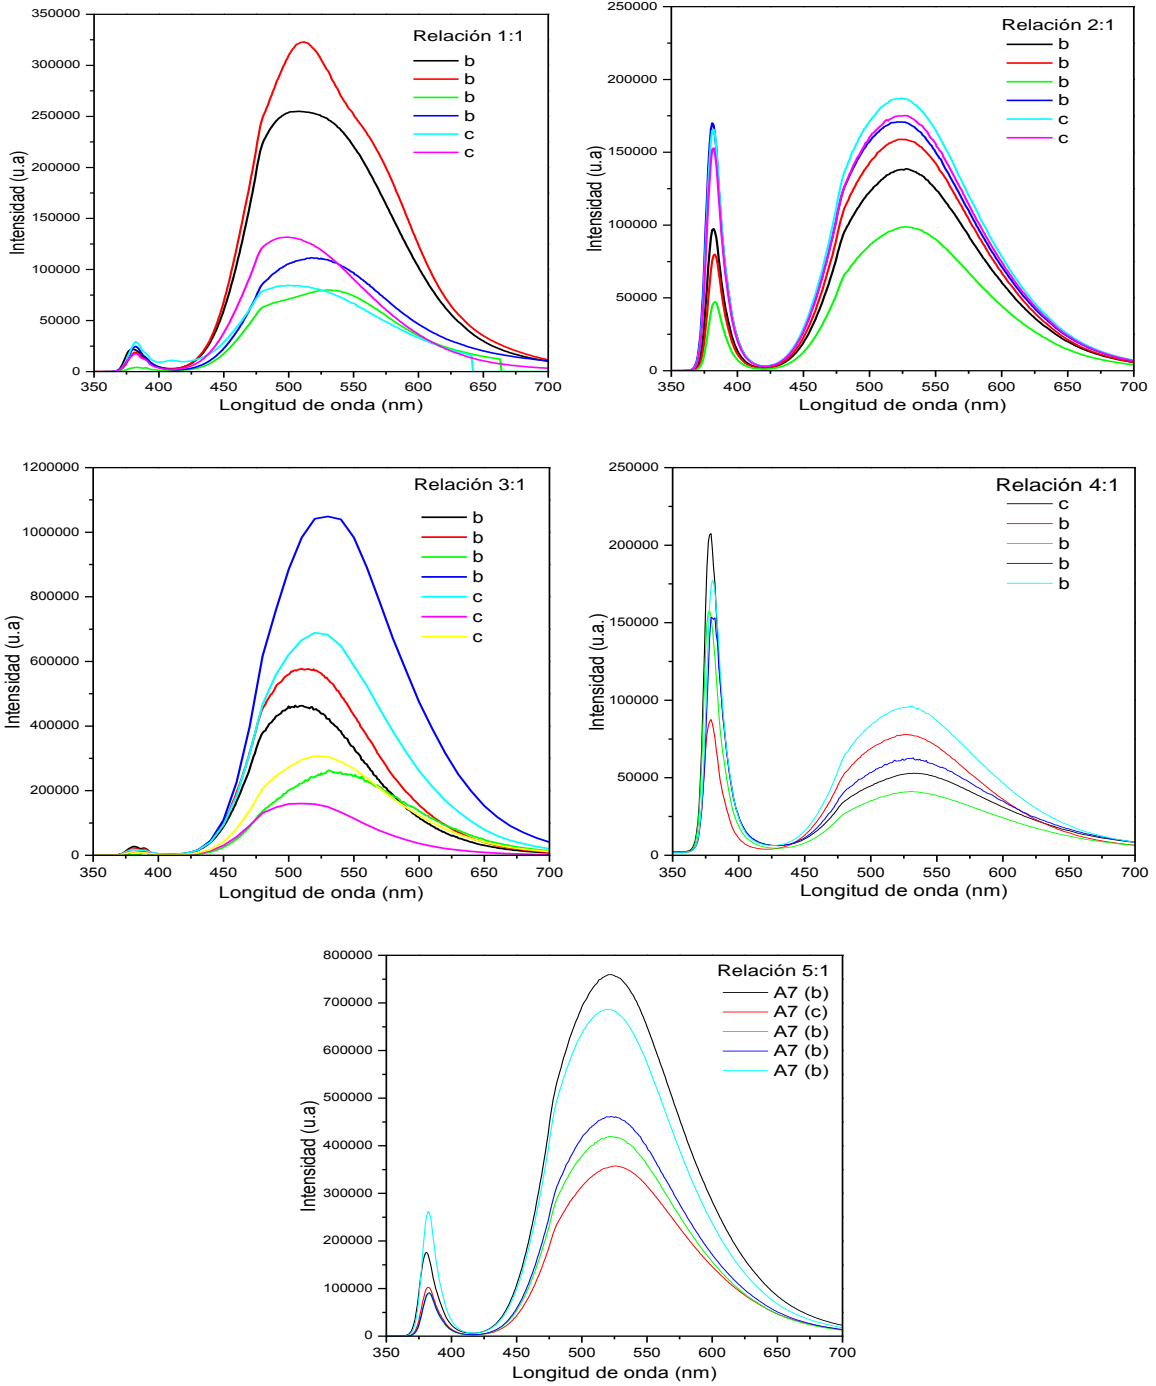 Relación 1:1
b
b
b
b
c
c
350000
300000
250000
200000
150000
100000
50000
0
350 400 450 500 550 600 650 700
Intensidad (u.a)
Longitud de onda (nm)
Relación 2:1
b
b
b
b
c
c
250000
200000
150000
100000
50000
0
350 400 450 500 550 600 650 700
Intensidad (u.a)
Longitud de onda (nm)
Relación 3:1
b
b
b
b
c
c
c
1200000
1000000
800000
600000
400000
200000
0
350 400 450 500 550 600 650 700
Intensidad (u.a)
Longitud de onda (nm)
Relación 4:1
c
b
b
b
b
250000
200000
150000
100000
50000
0
350 400 450 500 550 600 650 700
Intensidad (u.a.)
Longitud de onda (nm)
Relación 5:1
A7 (b)
A7 (c)
A7 (b)
A7 (b)
A7 (b)
800000
700000
600000
500000
400000
300000
200000
100000
0
350 400 450 500 550 600 650 700
Intensidad (u.a)
Longitud de onda (nm)